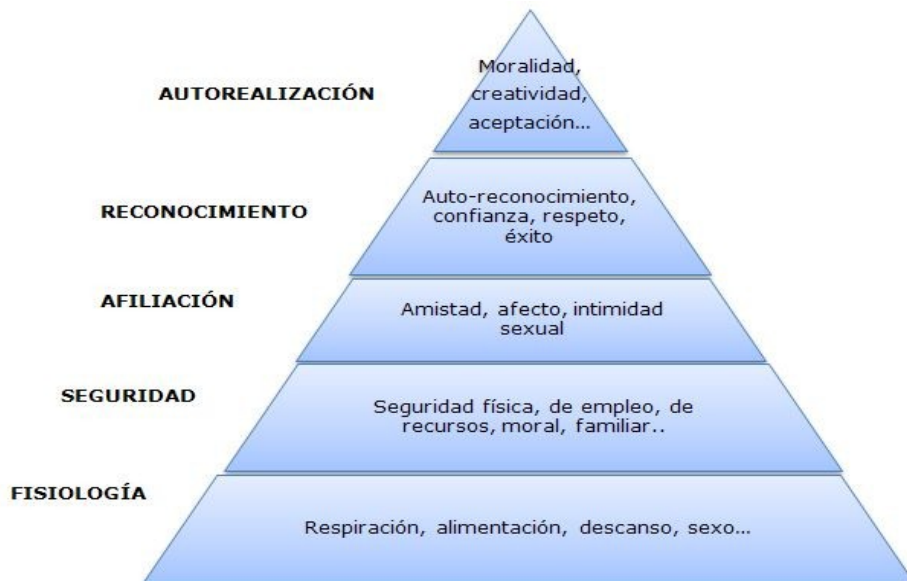 AUTOREALIZACIÓN
Moralidad,
creatividad,
aceptación...
RECONOCIMIENTO
Auto-reconocimiento,
confianza, respeto,
éxito
AFILIACIÓN
Amistad, afecto, intimidad
sexual
SEGURIDAD
Seguridad física, de empleo, de
recursos, moral, familiar..
FISIOLOGÍA
Respiración, alimentación, descanso, sexo...